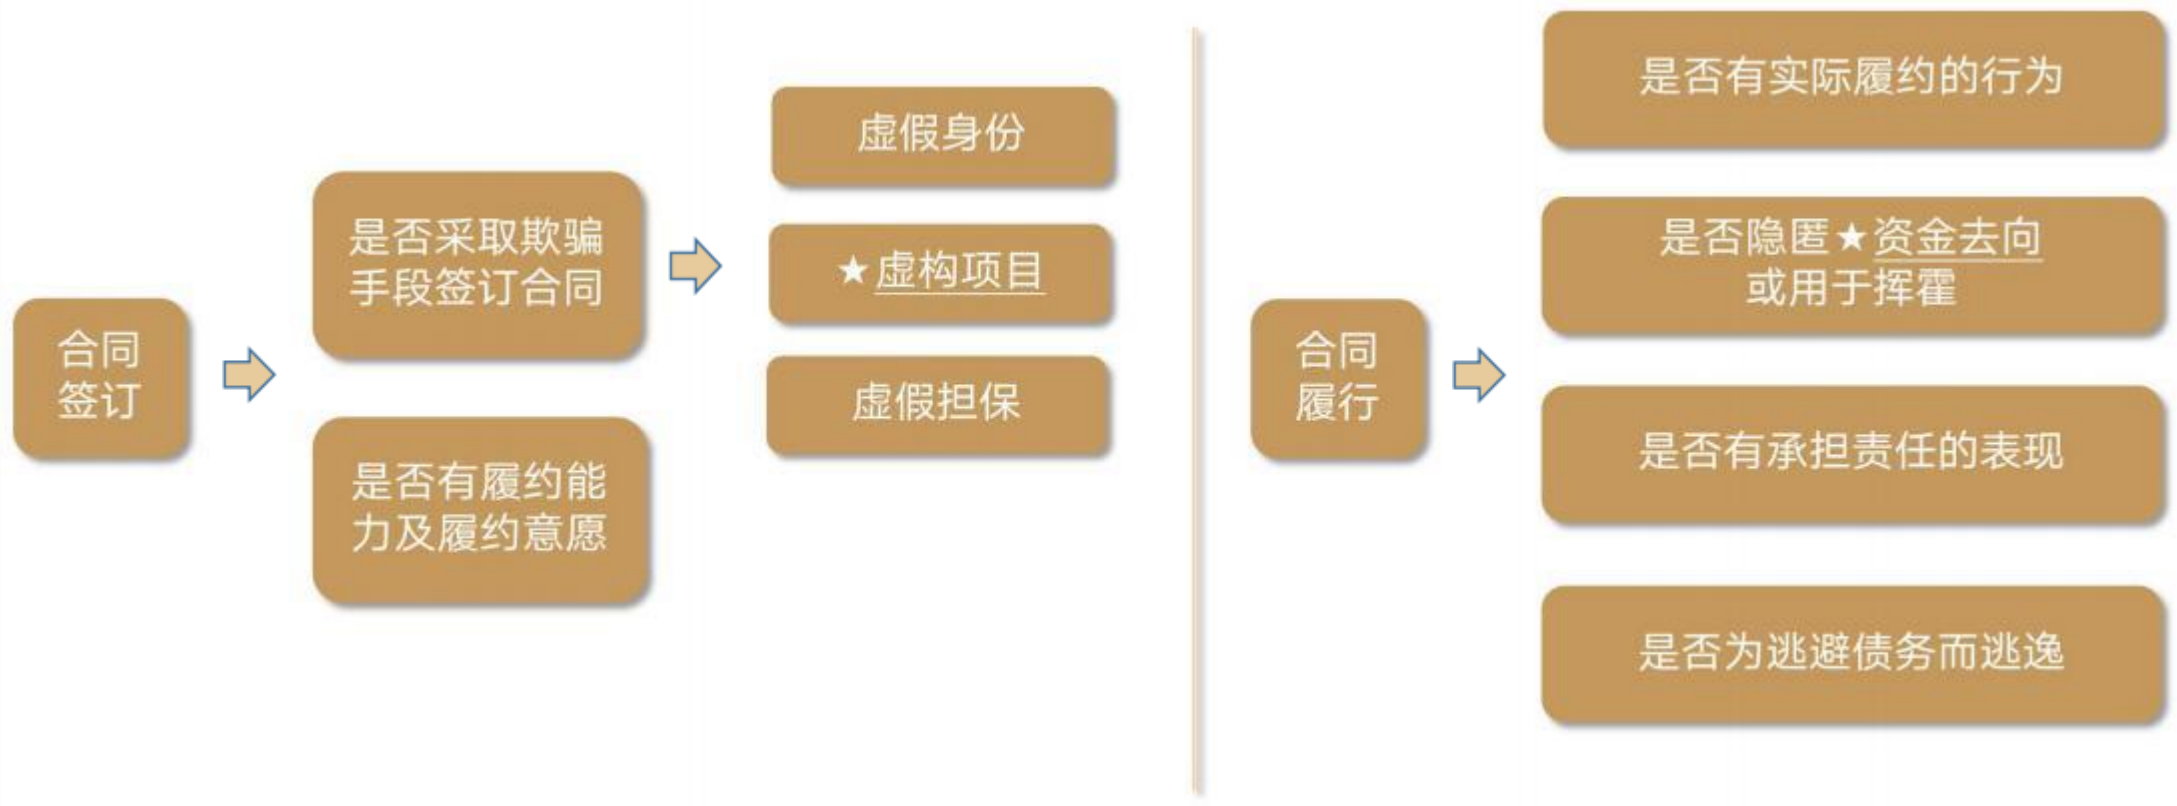 合同
签订
是否采取欺骗
手段签订合同
是否有履约能
力及履约意愿
虚假身份
★虚构项目
虚假担保
合同
履行
是否有实际履约的行为
是否隐匿★资金去向
或用于挥霍
是否有承担责任的表现
是否为逃避债务而逃逸